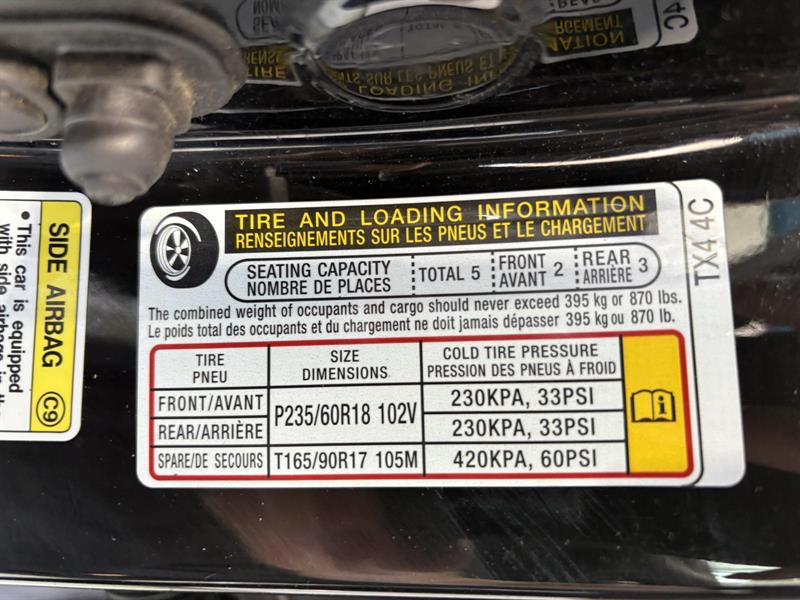 TIRE AND LOADING INFORMATION
RENSEIGNEMENTS SUR LES PNEUS ET LE CHARGEMENT
SEATING CAPACITY
NOMBRE DE PLACES
TOTAL 5
FRONT
AVANT 2
REAR
ARRIÈRE 3
The combined weight of occupants and cargo should never exceed 395 kg or 870 lbs.
Le poids total des occupants et du chargement ne doit jamais dépasser 395 kg ou 870 lb.
TIRE
PNEU
SIZE
DIMENSIONS
COLD TIRE PRESSURE
PRESSION DES PNEUS À FROID
FRONT/AVANT
P235/60R18 102V
230KPA, 33PSI
REAR/ARRIÈRE
230KPA, 33PSI
SPARE/DE SECOURS
T165/90R17 105M
420KPA, 60PSI
TX4 4C
SIDE AIRBAG
C9
• This car is equipped
with side airbags in the